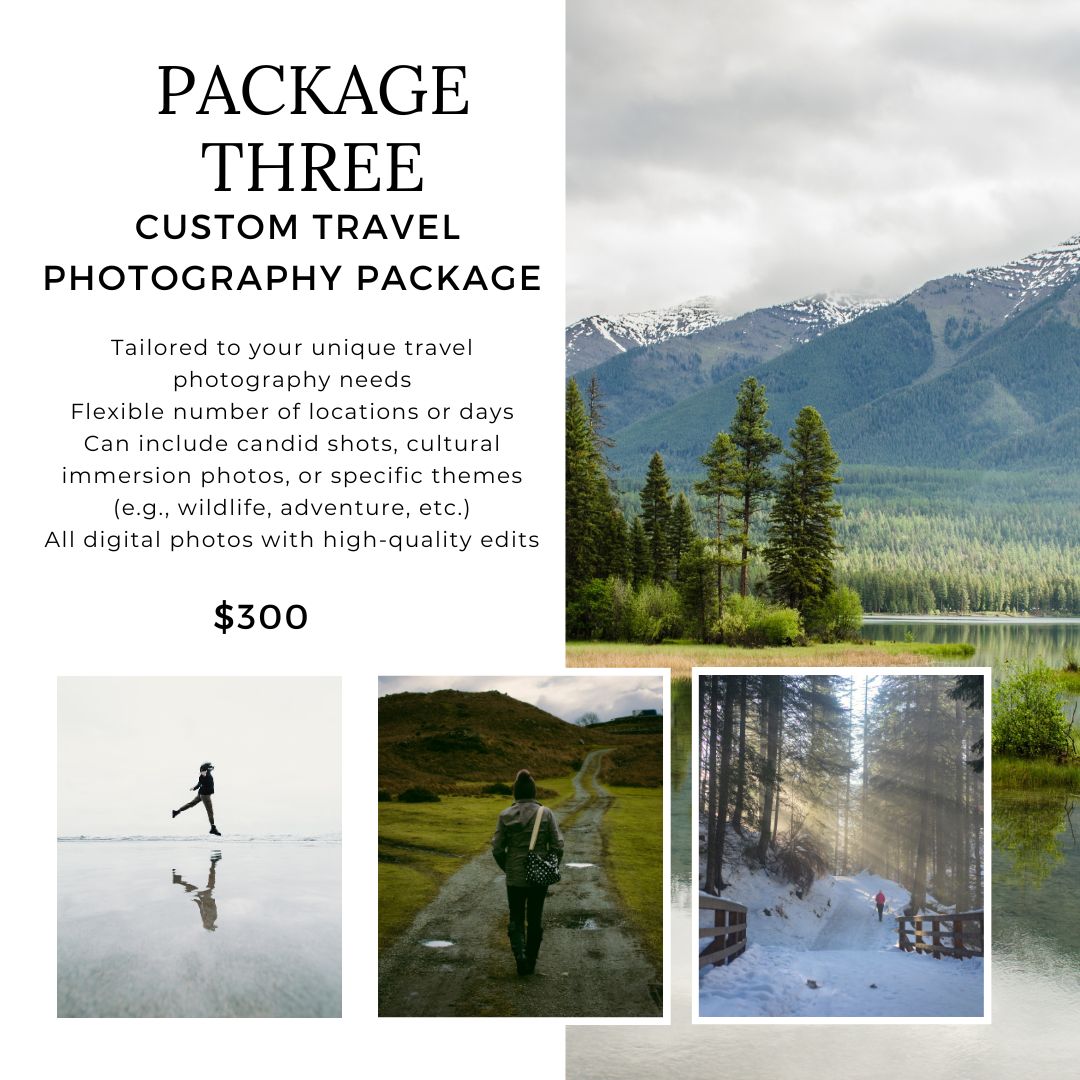 PACKAGE
THREE
CUSTOM TRAVEL
PHOTOGRAPHY PACKAGE
Tailored to your unique travel
photography needs
Flexible number of locations or days
Can include candid shots, cultural
immersion photos, or specific themes
(e.g., wildlife, adventure, etc.)
All digital photos with high-quality edits
$300